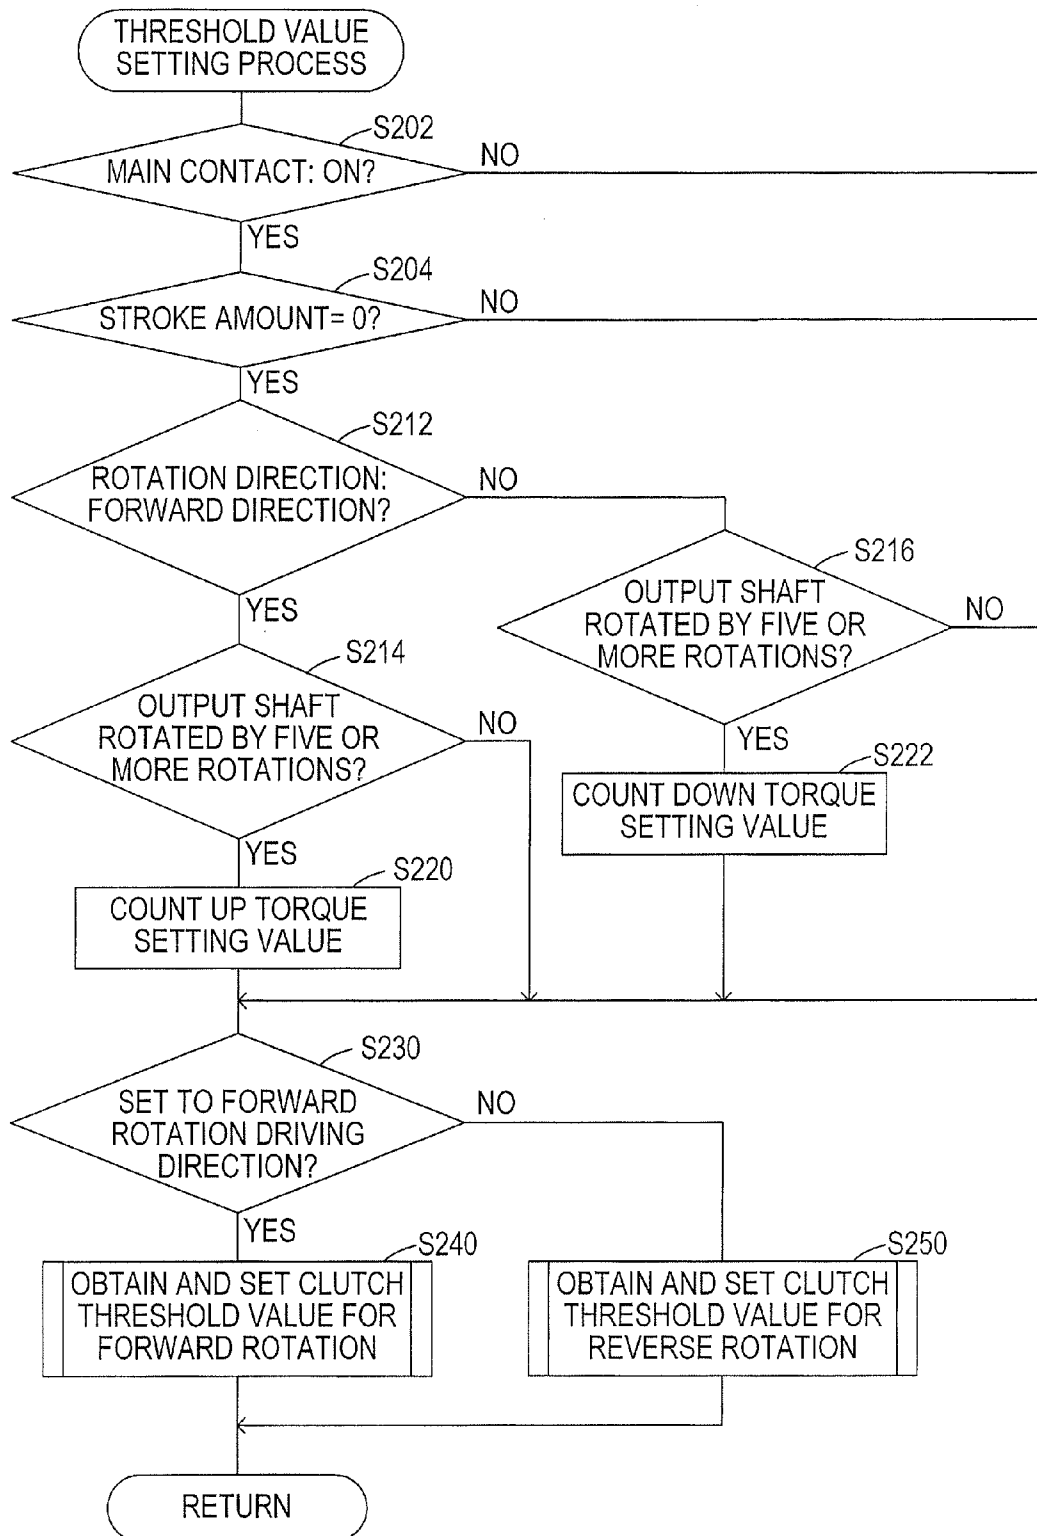 THRESHOLD VALUE
SETTING PROCESS
S202
MAIN CONTACT: ON?
NO
YES
S204
STROKE AMOUNT= 0?
NO
YES
S212
ROTATION DIRECTION:
FORWARD DIRECTION?
NO
YES
S216
OUTPUT SHAFT
ROTATED BY FIVE OR
MORE ROTATIONS?
NO
YES
S214
OUTPUT SHAFT
ROTATED BY FIVE OR
MORE ROTATIONS?
NO
YES
S222
COUNT DOWN TORQUE
SETTING VALUE
S220
COUNT UP TORQUE
SETTING VALUE
S230
SET TO FORWARD
ROTATION DRIVING
DIRECTION?
NO
YES
S240
OBTAIN AND SET CLUTCH
THRESHOLD VALUE FOR
FORWARD ROTATION
S250
OBTAIN AND SET CLUTCH
THRESHOLD VALUE FOR
REVERSE ROTATION
RETURN